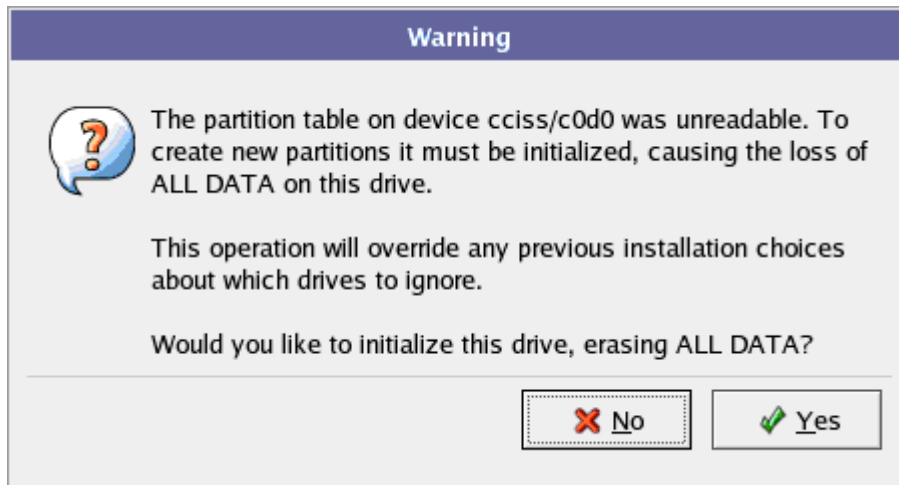 Warning
The partition table on device cciss/c0d0 was unreadable. To
create new partitions it must be initialized, causing the loss of
ALL DATA on this drive.
This operation will override any previous installation choices
about which drives to ignore.
Would you like to initialize this drive, erasing ALL DATA?
No
Yes